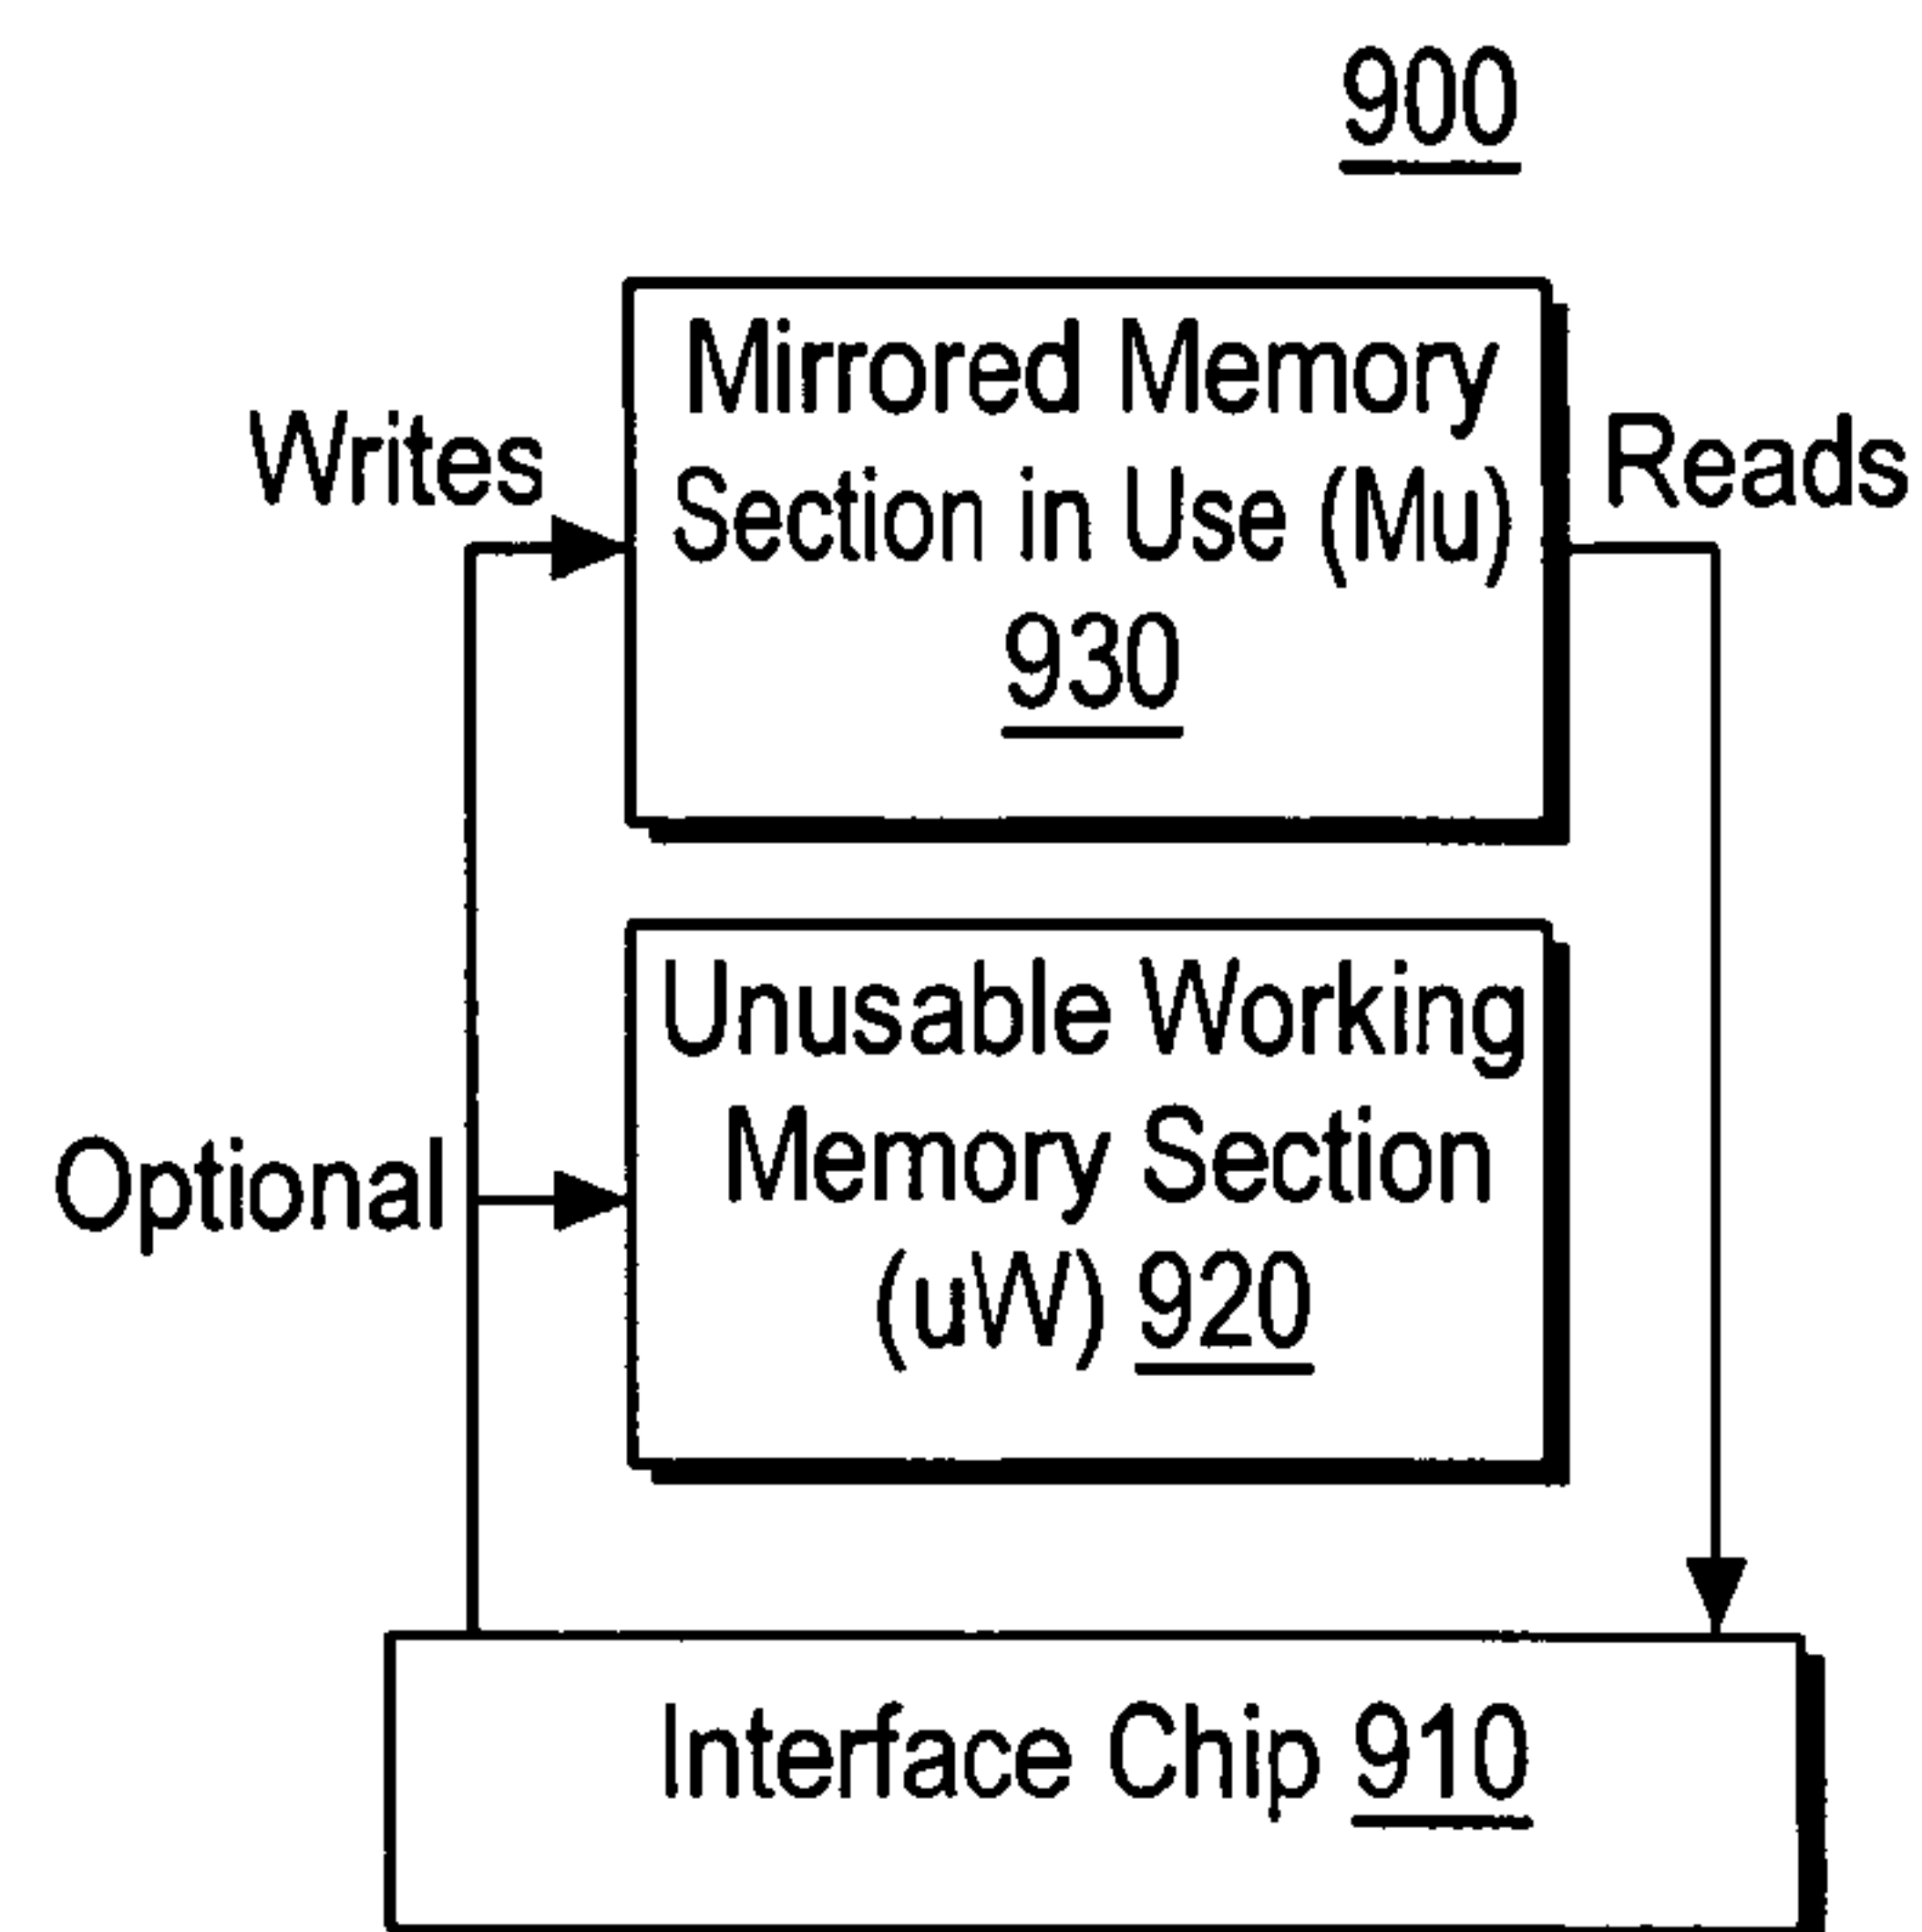 900
Mirrored Memory
Section in Use (Mu)
930
Writes
Reads
Unusable Working
Memory Section
(uW) 920
Optional
Interface Chip 910